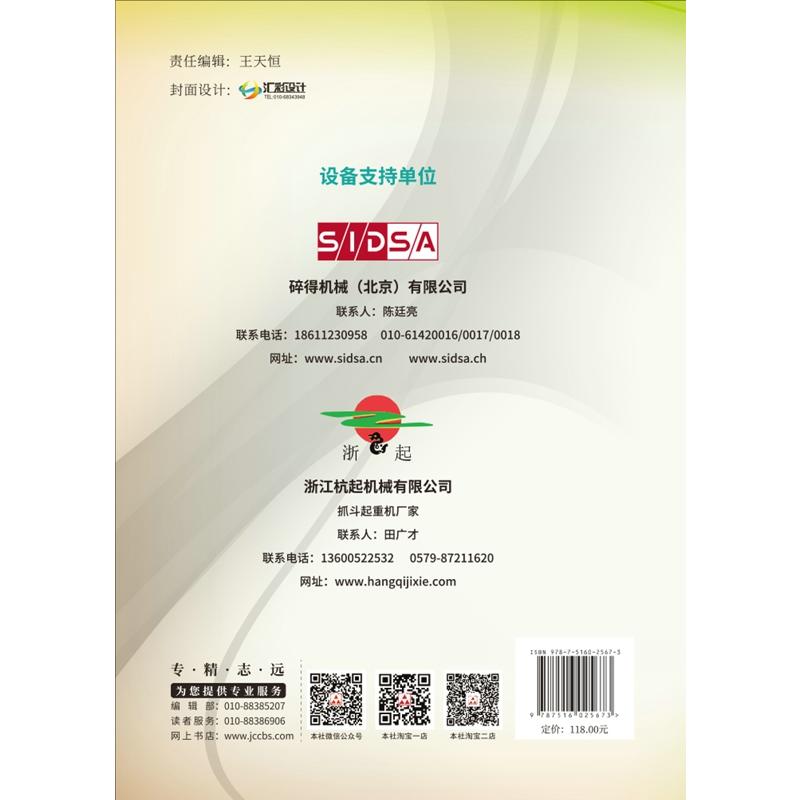 责任编辑：王天恒
封面设计：汇彩设计
TEL:010-68343948
设备支持单位
SIDSA
碎得机械（北京）有限公司
联系人：陈廷亮
联系电话：18611230958 010-61420016/0017/0018
网址：www.sidsa.cn www.sidsa.ch
浙 起
浙江杭起机械有限公司
抓斗起重机厂家
联系人：田广才
联系电话：13600522532 0579-87211620
网址：www.hangqijixie.com
专·精·志·远
为您提供专业服务
编辑部：010-88385207
读者服务：010-88386906
网上书店：www.jccbs.com
本社微信公众号 本社淘宝一店 本社淘宝二店
ISBN 978-7-5160-2567-3
9 787516 025673 >
定价：118.00元